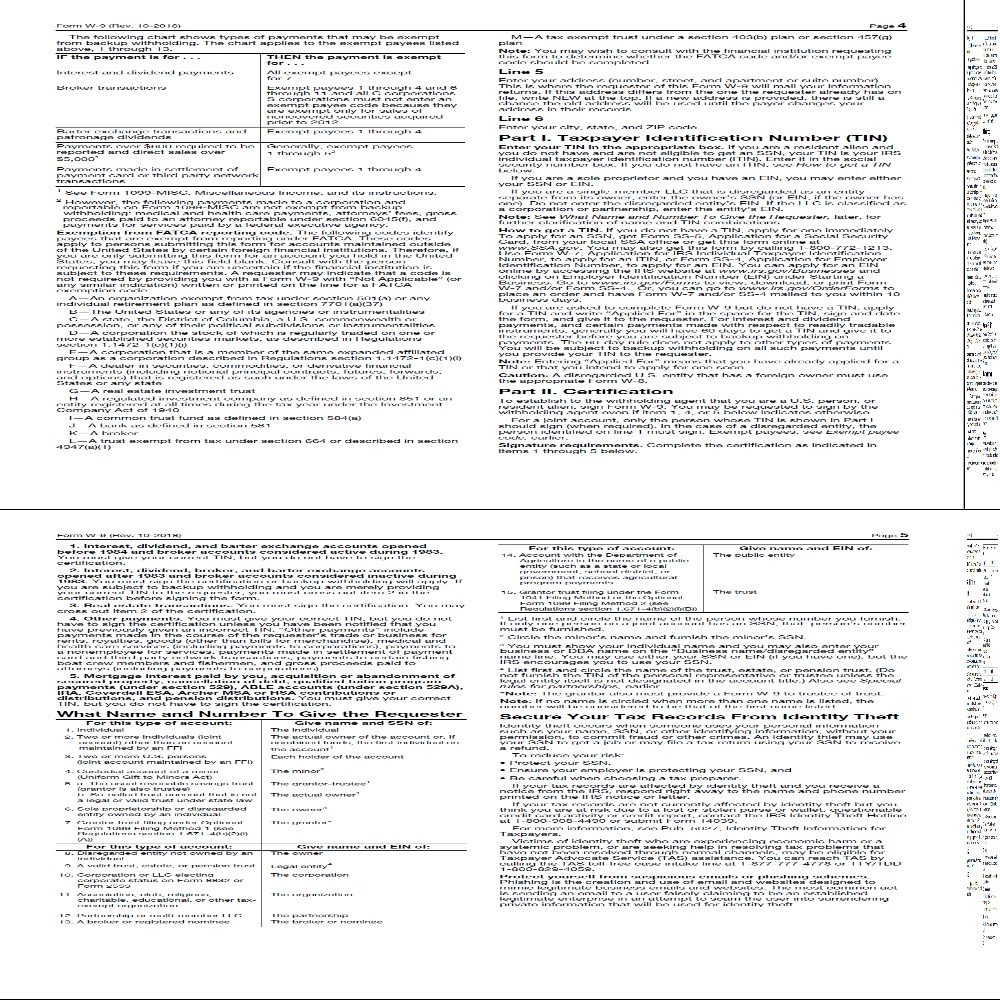 Form W-9 (Rev. 10-2018)
Page 4
The following chart shows types of payments that may be exempt
from backup withholding. The chart applies to the exempt payees listed
above, 1 through 13.
IF the payment is for . . .
THEN the payment is exempt
for . . .
Interest and dividend payments
All exempt payees except
for 7
Broker transactions
Exempt payees 1 through 4 and 6
through 11 and all C corporations.
S corporations must not enter an
exempt payee code because they
are exempt only for sales of
noncovered securities acquired
prior to 2012.
Barter exchange transactions and
patronage dividends
Exempt payees 1 through 4
Payments over $600 required to be
reported and direct sales over
$5,000¹
Generally, exempt payees
1 through 5²
Payments made in settlement of
payment card or third party network
transactions
Exempt payees 1 through 4
¹ See Form 1099-MISC, Miscellaneous Income, and its instructions.
² However, the following payments made to a corporation and
reportable on Form 1099-MISC are not exempt from backup
withholding: medical and health care payments, attorneys' fees, gross
proceeds paid to an attorney reportable under section 6045(f), and
payments for services paid by a federal executive agency.
Exemption from FATCA reporting code. The following codes identify
payees that are exempt from reporting under FATCA. These codes
apply to persons submitting this form for accounts maintained outside
of the United States by certain foreign financial institutions. Therefore, if
you are only submitting this form for an account you hold in the United
States, you may leave this field blank. Consult with the person
requesting this form if you are uncertain if the financial institution is
subject to these requirements. A requester may indicate that a code is
not required by providing you with a Form W-9 with "Not Applicable" (or
any similar indication) written or printed on the line for a FATCA
exemption code.
A—An organization exempt from tax under section 501(a) or any
individual retirement plan as defined in section 7701(a)(37)
B—The United States or any of its agencies or instrumentalities
C—A state, the District of Columbia, a U.S. commonwealth or
possession, or any of their political subdivisions or instrumentalities
D—A corporation the stock of which is regularly traded on one or
more established securities markets, as described in Regulations
section 1.1472-1(c)(1)(i)
E—A corporation that is a member of the same expanded affiliated
group as a corporation described in Regulations section 1.1472-1(c)(1)(i)
F—A dealer in securities, commodities, or derivative financial
instruments (including notional principal contracts, futures, forwards,
and options) that is registered as such under the laws of the United
States or any state
G—A real estate investment trust
H—A regulated investment company as defined in section 851 or an
entity registered at all times during the tax year under the Investment
Company Act of 1940
I—A common trust fund as defined in section 584(a)
J—A bank as defined in section 581
K—A broker
L—A trust exempt from tax under section 664 or described in section
4947(a)(1)
M—A tax exempt trust under a section 403(b) plan or section 457(g)
plan
Note: You may wish to consult with the financial institution requesting
this form to determine whether the FATCA code and/or exempt payee
code should be completed.
Line 5
Enter your address (number, street, and apartment or suite number).
This is where the requester of this Form W-9 will mail your information
returns. If this address differs from the one the requester already has on
file, write NEW at the top. If a new address is provided, there is still a
chance the old address will be used until the payor changes your
address in their records.
Line 6
Enter your city, state, and ZIP code.
Part I. Taxpayer Identification Number (TIN)
Enter your TIN in the appropriate box. If you are a resident alien and
you do not have and are not eligible to get an SSN, your TIN is your IRS
individual taxpayer identification number (ITIN). Enter it in the social
security number box. If you do not have an ITIN, see How to get a TIN
below.
If you are a sole proprietor and you have an EIN, you may enter either
your SSN or EIN.
If you are a single-member LLC that is disregarded as an entity
separate from its owner, enter the owner's SSN (or EIN, if the owner has
one). Do not enter the disregarded entity's EIN. If the LLC is classified as
a corporation or partnership, enter the entity's EIN.
Note: See What Name and Number To Give the Requester, later, for
further clarification of name and TIN combinations.
How to get a TIN. If you do not have a TIN, apply for one immediately.
To apply for an SSN, get Form SS-5, Application for a Social Security
Card, from your local SSA office or get this form online at
www.SSA.gov. You may also get this form by calling 1-800-772-1213.
Use Form W-7, Application for IRS Individual Taxpayer Identification
Number, to apply for an ITIN, or Form SS-4, Application for Employer
Identification Number, to apply for an EIN. You can apply for an EIN
online by accessing the IRS website at www.irs.gov/Businesses and
clicking on Employer Identification Number (EIN) under Starting a
Business. Go to www.irs.gov/Forms to view, download, or print Form
W-7 and/or Form SS-4. Or, you can go to www.irs.gov/OrderForms to
place an order and have Form W-7 and/or SS-4 mailed to you within 10
business days.
If you are asked to complete Form W-9 but do not have a TIN, apply
for a TIN and write "Applied For" in the space for the TIN, sign and date
the form, and give it to the requester. For interest and dividend
payments, and certain payments made with respect to readily tradable
instruments, generally you will have 60 days to get a TIN and give it to
the requester before you are subject to backup withholding on
payments. The 60-day rule does not apply to other types of payments.
You will be subject to backup withholding on all such payments until
you provide your TIN to the requester.
Note: Entering "Applied For" means that you have already applied for a
TIN or that you intend to apply for one soon.
Caution: A disregarded U.S. entity that has a foreign owner must use
the appropriate Form W-8.
Part II. Certification
To establish to the withholding agent that you are a U.S. person, or
resident alien, sign Form W-9. You may be requested to sign by the
withholding agent even if item 1, 4, or 5 below indicates otherwise.
For a joint account, only the person whose TIN is shown in Part I
should sign (when required). In the case of a disregarded entity, the
person identified on line 1 must sign. Exempt payees, see Exempt payee
code, earlier.
Signature requirements. Complete the certification as indicated in
items 1 through 5 below.
Form W-9 (Rev. 10-2018)
Page 5
1. Interest, dividend, and barter exchange accounts opened
before 1984 and broker accounts considered active during 1983.
You must give your correct TIN, but you do not have to sign the
certification.
2. Interest, dividend, broker, and barter exchange accounts
opened after 1983 and broker accounts considered inactive during
1983. You must sign the certification or backup withholding will apply. If
you are subject to backup withholding and you are merely providing
your correct TIN to the requester, you must cross out item 2 in the
certification before signing the form.
3. Real estate transactions. You must sign the certification. You may
cross out item 2 of the certification.
4. Other payments. You must give your correct TIN, but you do not
have to sign the certification unless you have been notified that you
have previously given an incorrect TIN. "Other payments" include
payments made in the course of the requester's trade or business for
rents, royalties, goods (other than bills for merchandise), medical and
health care services (including payments to corporations), payments to
a nonemployee for services, payments made in settlement of payment
card and third party network transactions, payments to certain fishing
boat crew members and fishermen, and gross proceeds paid to
attorneys (including payments to corporations).
5. Mortgage interest paid by you, acquisition or abandonment of
secured property, cancellation of debt, qualified tuition program
payments (under section 529), ABLE accounts (under section 529A),
IRA, Coverdell ESA, Archer MSA or HSA contributions or
distributions, and pension distributions. You must give your correct
TIN, but you do not have to sign the certification.
What Name and Number To Give the Requester
For this type of account:
Give name and SSN of:
1. Individual
The individual
2. Two or more individuals (joint
account) other than an account
maintained by an FFI
The actual owner of the account or, if
combined funds, the first individual on
the account¹
3. Two or more U.S. persons
(joint account maintained by an FFI)
Each holder of the account
4. Custodial account of a minor
(Uniform Gift to Minors Act)
The minor²
5. a. The usual revocable savings trust
(grantor is also trustee)
The grantor-trustee¹
b. So-called trust account that is not
a legal or valid trust under state law
The actual owner¹
6. Sole proprietorship or disregarded
entity owned by an individual
The owner³
7. Grantor trust filing under Optional
Form 1099 Filing Method 1 (see
Regulations section 1.671-4(b)(2)(i)
(A))
The grantor*
For this type of account:
Give name and EIN of:
8. Disregarded entity not owned by an
individual
The owner
9. A valid trust, estate, or pension trust
Legal entity⁴
10. Corporation or LLC electing
corporate status on Form 8832 or
Form 2553
The corporation
11. Association, club, religious,
charitable, educational, or other tax-
exempt organization
The organization
12. Partnership or multi-member LLC
The partnership
13. A broker or registered nominee
The broker or nominee
For this type of account:
Give name and EIN of:
14. Account with the Department of
Agriculture in the name of a public
entity (such as a state or local
government, school district, or
prison) that receives agricultural
program payments
The public entity
15. Grantor trust filing under the Form
1041 Filing Method or the Optional
Form 1099 Filing Method 2 (see
Regulations section 1.671-4(b)(2)(i)(B))
The trust
¹ List first and circle the name of the person whose number you furnish.
If only one person on a joint account has an SSN, that person's number
must be furnished.
² Circle the minor's name and furnish the minor's SSN.
³ You must show your individual name and you may also enter your
business or DBA name on the "Business name/disregarded entity"
name line. You may use either your SSN or EIN (if you have one), but the
IRS encourages you to use your SSN.
⁴ List first and circle the name of the trust, estate, or pension trust. (Do
not furnish the TIN of the personal representative or trustee unless the
legal entity itself is not designated in the account title.) Also see Special
rules for partnerships, earlier.
*Note: The grantor also must provide a Form W-9 to trustee of trust.
Note: If no name is circled when more than one name is listed, the
number will be considered to be that of the first name listed.
Secure Your Tax Records From Identity Theft
Identity theft occurs when someone uses your personal information
such as your name, SSN, or other identifying information, without your
permission, to commit fraud or other crimes. An identity thief may use
your SSN to get a job or may file a tax return using your SSN to receive
a refund.
To reduce your risk:
• Protect your SSN,
• Ensure your employer is protecting your SSN, and
• Be careful when choosing a tax preparer.
If your tax records are affected by identity theft and you receive a
notice from the IRS, respond right away to the name and phone number
printed on the IRS notice or letter.
If your tax records are not currently affected by identity theft but you
think you are at risk due to a lost or stolen purse or wallet, questionable
credit card activity or credit report, contact the IRS Identity Theft Hotline
at 1-800-908-4490 or submit Form 14039.
For more information, see Pub. 5027, Identity Theft Information for
Taxpayers.
Victims of identity theft who are experiencing economic harm or a
systemic problem, or are seeking help in resolving tax problems that
have not been resolved through normal channels, may be eligible for
Taxpayer Advocate Service (TAS) assistance. You can reach TAS by
calling the TAS toll-free case intake line at 1-877-777-4778 or TTY/TDD
1-800-829-4059.
Protect yourself from suspicious emails or phishing schemes.
Phishing is the creation and use of email and websites designed to
mimic legitimate business emails and websites. The most common act
is sending an email to a user falsely claiming to be an established
legitimate enterprise in an attempt to scam the user into surrendering
private information that will be used for identity theft.